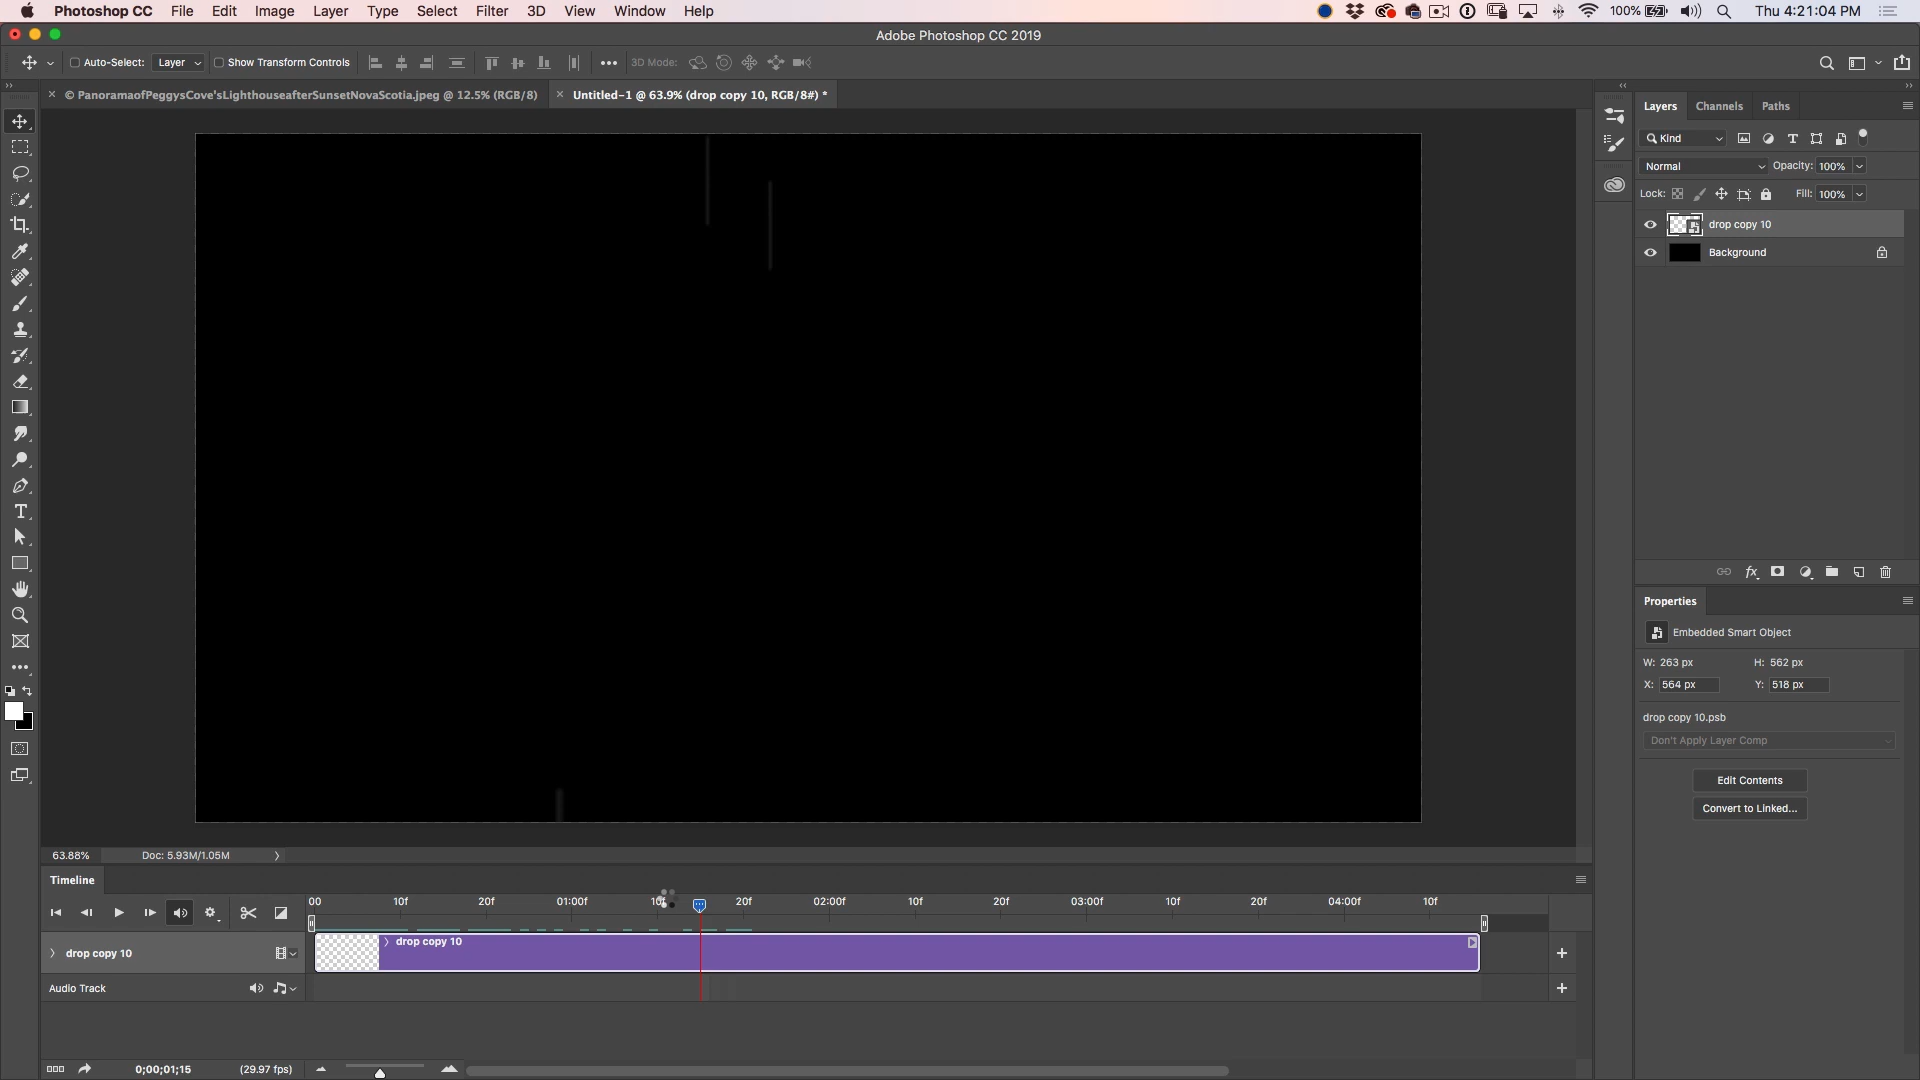 Photoshop CC File Edit Image Layer Type Select Filter 3D View Window Help 100% Thu 4:21:04 PM
Adobe Photoshop CC 2019
Auto-Select: Layer Show Transform Controls 3D Mode:
© PanoramaofPeggysCove'sLighthouseafterSunsetNovaScotia.jpeg @ 12.5% (RGB/8) Untitled-1 @ 63.9% (drop copy 10, RGB/8#) *
Layers Channels Paths
Kind
Normal Opacity: 100%
Lock: Fill: 100%
drop copy 10
Background
Properties
Embedded Smart Object
W: 263 px H: 562 px
X: 564 px Y: 518 px
drop copy 10.psb
Don't Apply Layer Comp
Edit Contents
Convert to Linked...
63.88% Doc: 5.93M/1.05M
Timeline
00 10f 20f 01:00f 10f 20f 02:00f 10f 20f 03:00f 10f 20f 04:00f 10f
drop copy 10
drop copy 10
Audio Track
0;00;01;15 (29.97 fps)